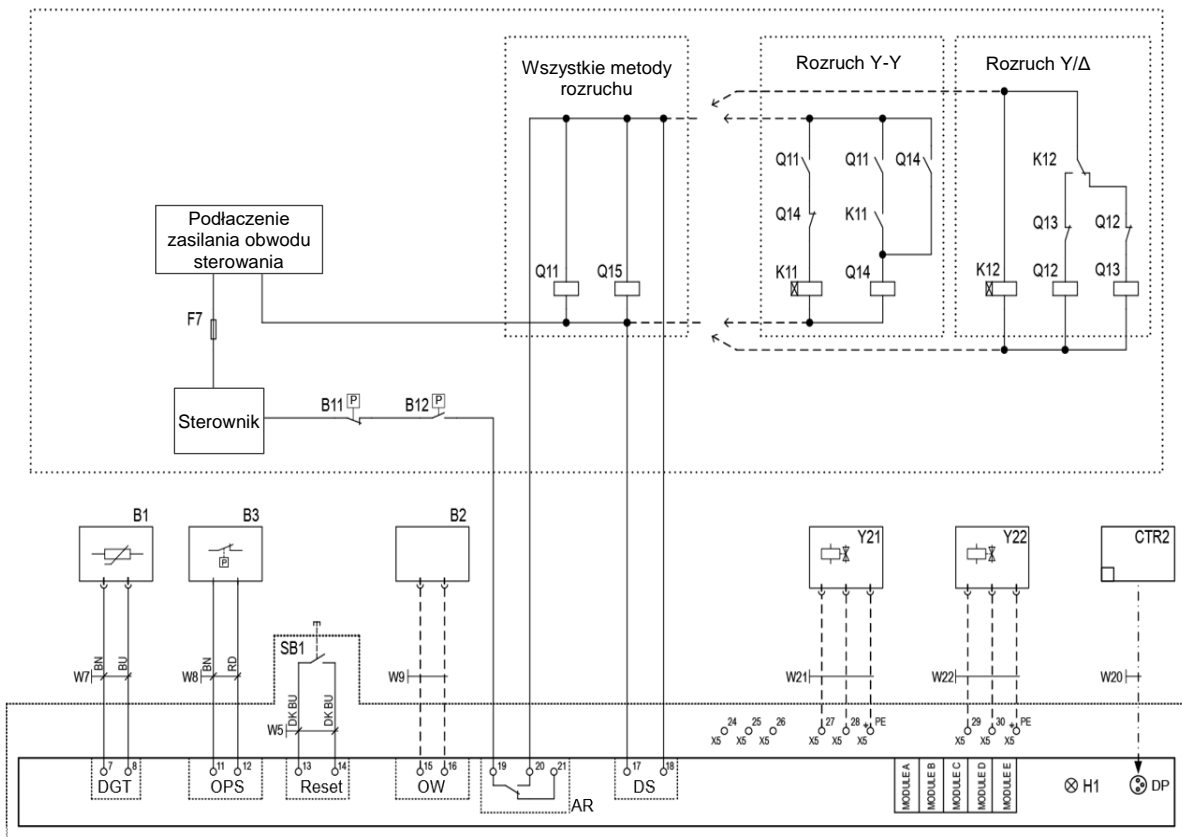 Wszystkie metody
rozruchu
Rozruch Y-Y
Rozruch Y/Δ
Q11
Q11
Q14
K12
Podłączenie
zasilania obwodu
sterowania
Q14
K11
Q13
Q12
Q11
Q15
K11
Q14
K12
Q12
Q13
F7
Sterownik
B11
P
B12
P
B1
B3
B2
Y21
Y22
CTR2
P
SB1
W7
BN
BU
W8
BN
RD
W9
W21
W22
W20
W5
DK BU
DK BU
24
25
26
27
28
PE
29
30
PE
X5
X5
X5
X5
X5
X5
X5
X5
X5
7
8
11
12
13
14
15
16
19
20
21
17
18
DGT
OPS
Reset
OW
AR
DS
MODULE A
MODULE B
MODULE C
MODULE D
MODULE E
H1
DP